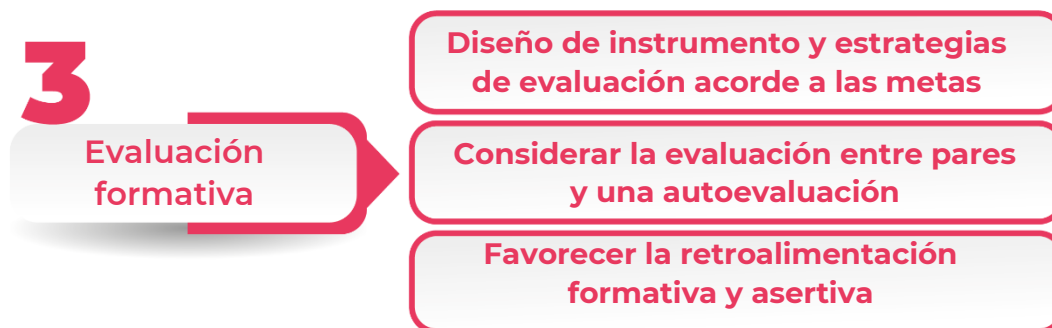 3
Evaluación
formativa
Diseño de instrumento y estrategias
de evaluación acorde a las metas
Considerar la evaluación entre pares
y una autoevaluación
Favorecer la retroalimentación
formativa y asertiva